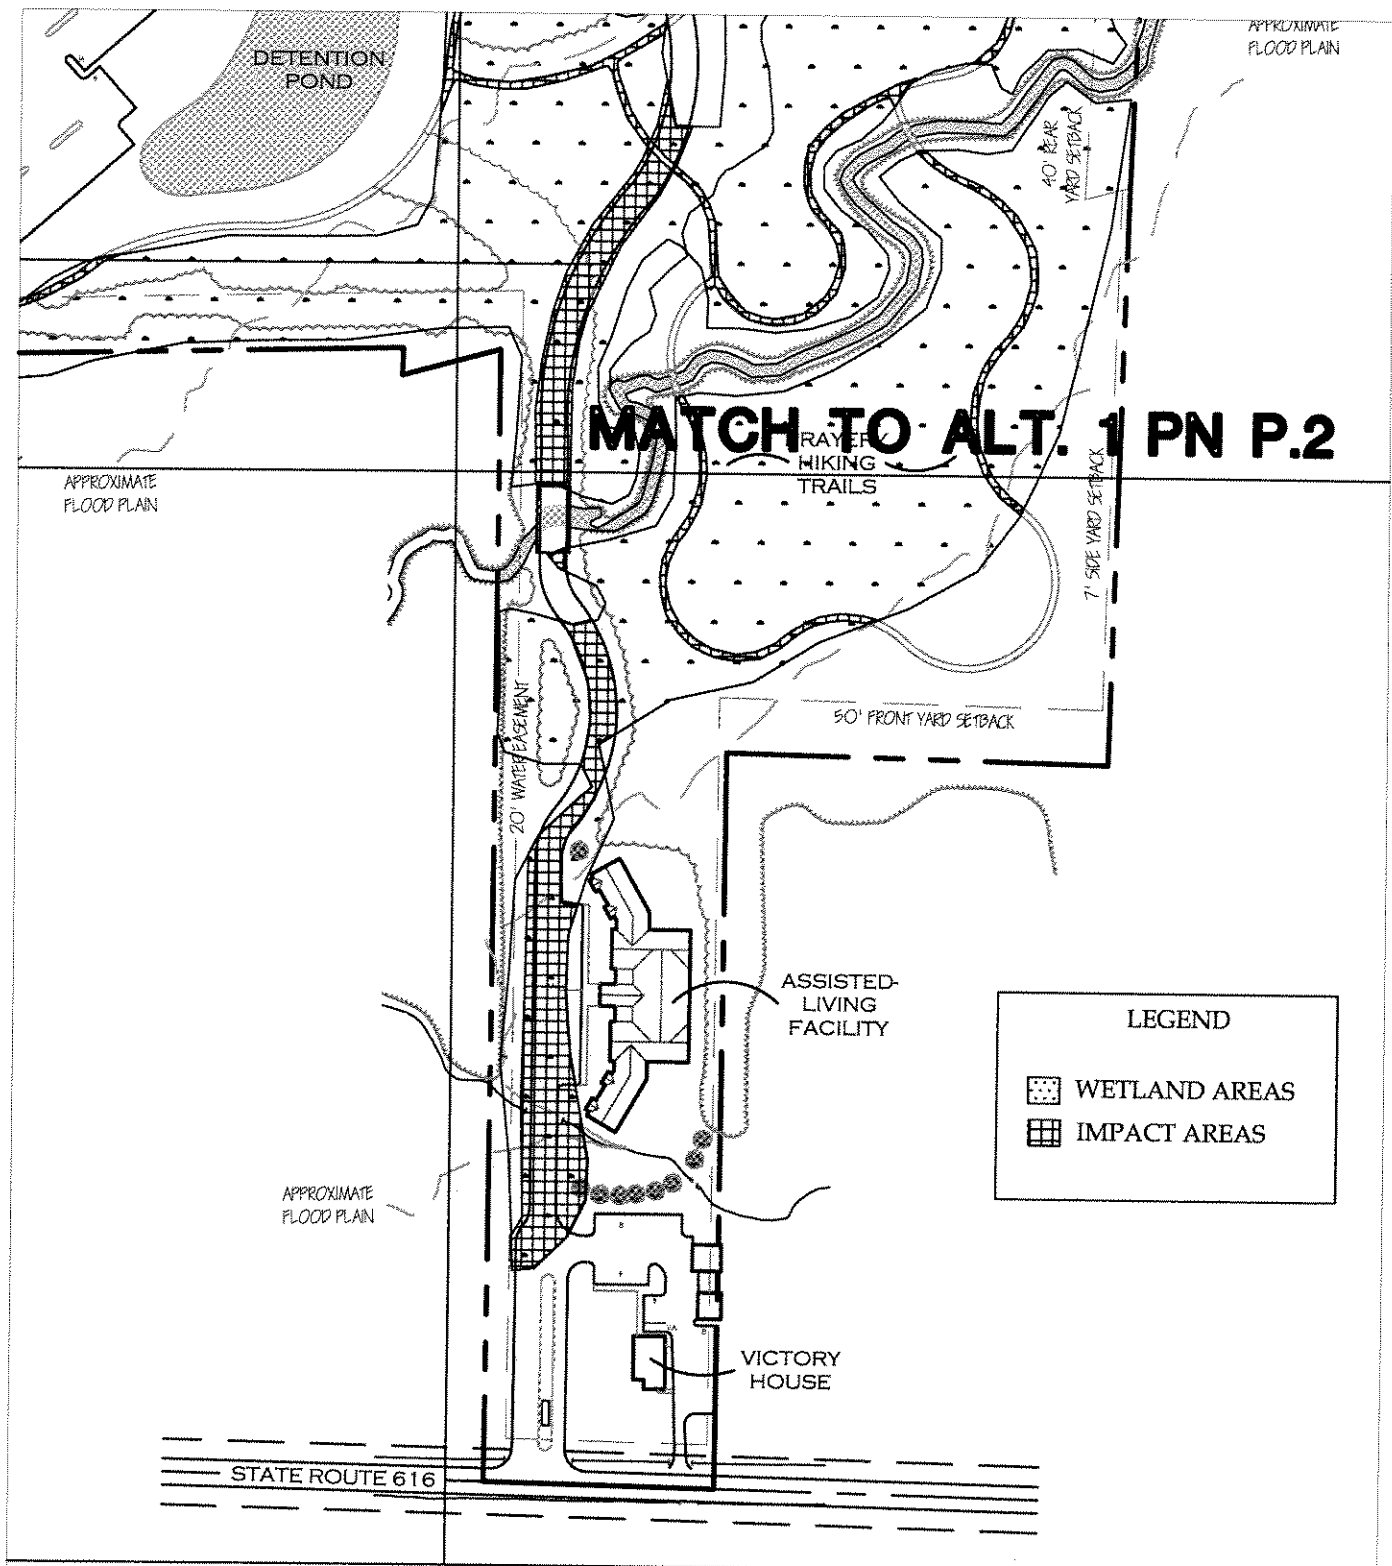 DETENTION
POND
APPROXIMATE
FLOOD PLAIN
40' REAR
YARD SETBACK
MATCH TO ALT. 1 PN P.2
HIKING
TRAILS
APPROXIMATE
FLOOD PLAIN
7' SIDE YARD SETBACK
20' WATER EASEMENT
50' FRONT YARD SETBACK
ASSISTED-
LIVING
FACILITY
LEGEND
WETLAND AREAS
IMPACT AREAS
APPROXIMATE
FLOOD PLAIN
VICTORY
HOUSE
STATE ROUTE 616